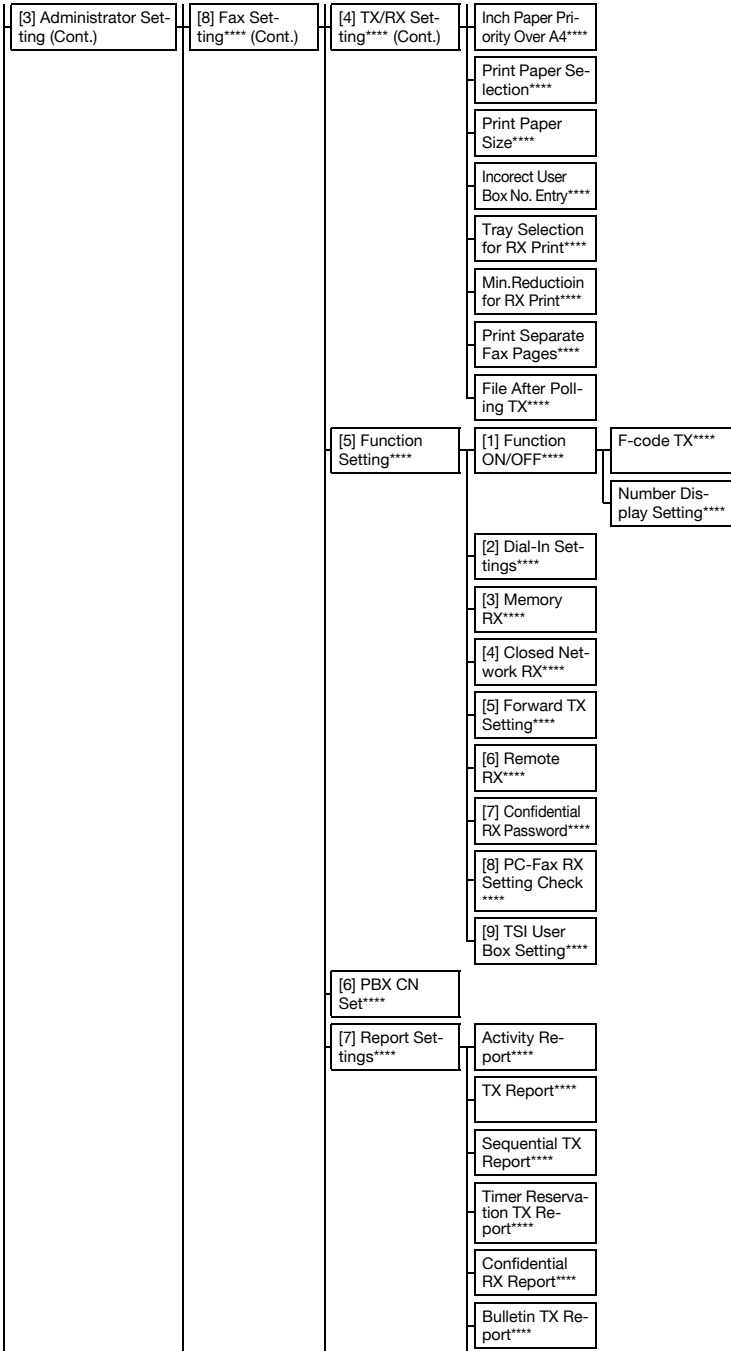 [3] Administrator Set-
ting (Cont.)
[8] Fax Set-
ting**** (Cont.)
[4] TX/RX Set-
ting**** (Cont.)
Inch Paper Pri-
ority Over A4****
Print Paper Se-
lection****
Print Paper
Size****
Incorect User
Box No. Entry****
Tray Selection
for RX Print****
Min.Reductioin
for RX Print****
Print Separate
Fax Pages****
File After Poll-
ing TX****
[5] Function
Setting****
[1] Function
ON/OFF****
F-code TX****
Number Dis-
play Setting****
[2] Dial-In Set-
tings****
[3] Memory
RX****
[4] Closed Net-
work RX****
[5] Forward TX
Setting****
[6] Remote
RX****
[7] Confidential
RX Password****
[8] PC-Fax RX
Setting Check
****
[9] TSI User
Box Setting****
[6] PBX CN
Set****
[7] Report Set-
tings****
Activity Re-
port****
TX Report****
Sequential TX
Report****
Timer Reserva-
tion TX Re-
port****
Confidential
RX Report****
Bulletin TX Re-
port****